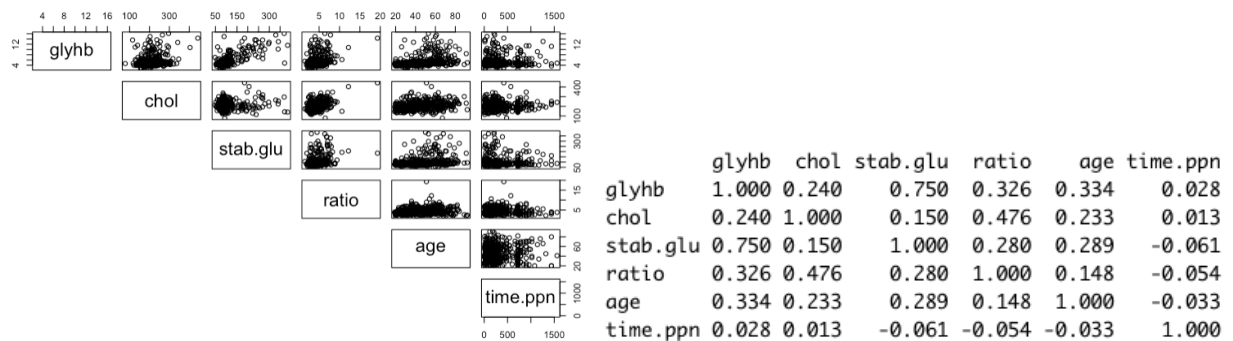 4 8 12 16 100 300 50 150 300 5 10 15 20 20 40 60 80 0 500 1500
glyhb 4 12 4 12
chol 100 400
stab.glu 50 300
ratio 5 15
age 20 60
time.ppn 0 1000
0 500 1500
glyhb chol stab.glu ratio age time.ppn
glyhb 1.000 0.240 0.750 0.326 0.334 0.028
chol 0.240 1.000 0.150 0.476 0.233 0.013
stab.glu 0.750 0.150 1.000 0.280 0.289 -0.061
ratio 0.326 0.476 0.280 1.000 0.148 -0.054
age 0.334 0.233 0.289 0.148 1.000 -0.033
time.ppn 0.028 0.013 -0.061 -0.054 -0.033 1.000